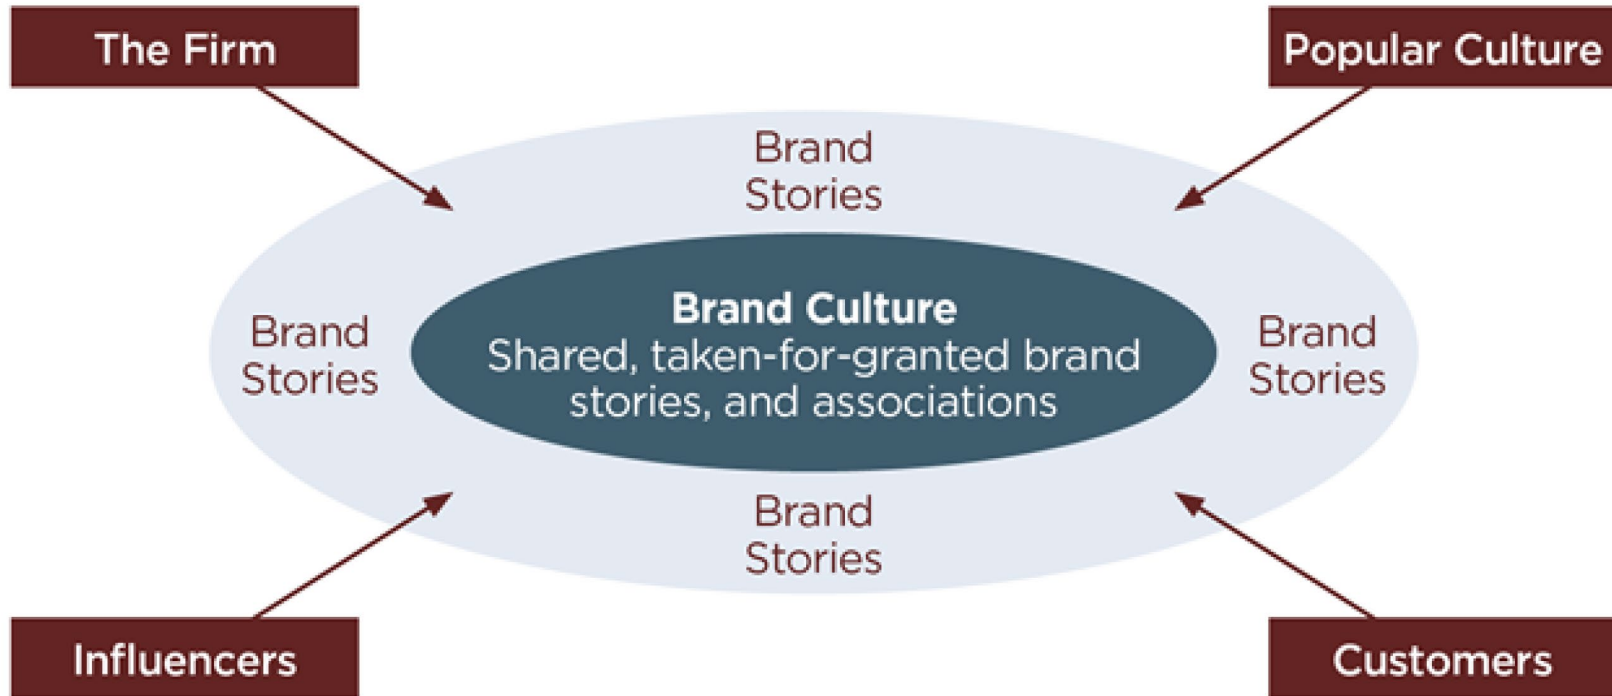 The Firm
Popular Culture
Brand
Stories
Brand Culture
Shared, taken-for-granted brand
stories, and associations
Brand
Stories
Brand
Stories
Brand
Stories
Influencers
Customers